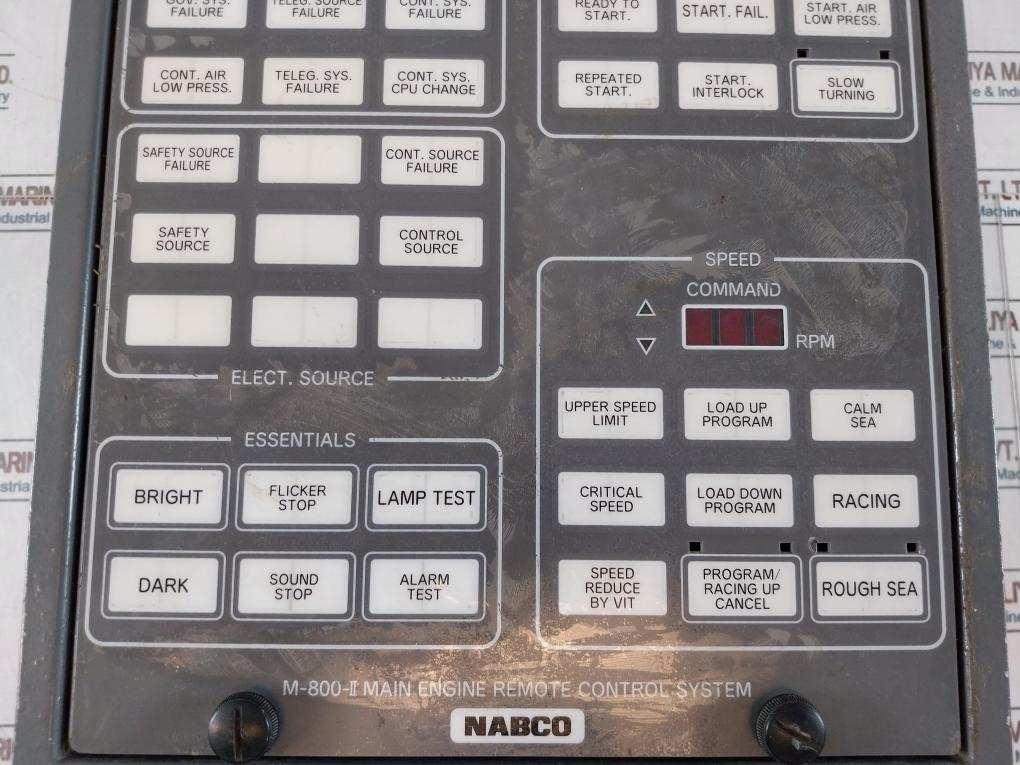 GOV. SYS.
FAILURE
TELEG. SOURCE
FAILURE
CONT. SYS.
FAILURE
CONT. AIR
LOW PRESS.
TELEG. SYS.
FAILURE
CONT. SYS.
CPU CHANGE
READY TO
START.
START. FAIL.
START. AIR
LOW PRESS.
REPEATED
START.
START.
INTERLOCK
SLOW
TURNING
SAFETY SOURCE
FAILURE
CONT. SOURCE
FAILURE
SAFETY
SOURCE
CONTROL
SOURCE
ELECT. SOURCE
ESSENTIALS
BRIGHT
FLICKER
STOP
LAMP TEST
DARK
SOUND
STOP
ALARM
TEST
SPEED
COMMAND
RPM
UPPER SPEED
LIMIT
LOAD UP
PROGRAM
CALM
SEA
CRITICAL
SPEED
LOAD DOWN
PROGRAM
RACING
SPEED
REDUCE
BY VIT
PROGRAM/
RACING UP
CANCEL
ROUGH SEA
M-800-II MAIN ENGINE REMOTE CONTROL SYSTEM
NABCO